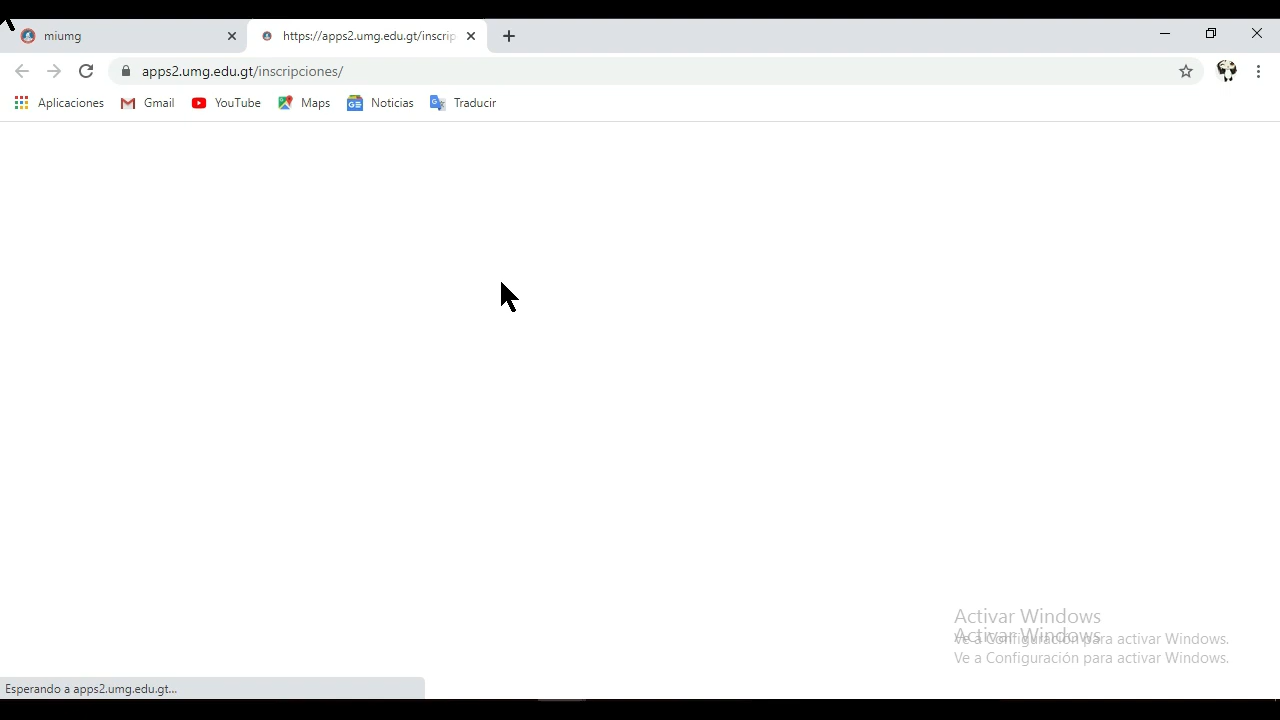 miumg
https://apps2.umg.edu.gt/inscrip
apps2.umg.edu.gt/inscripciones/
Aplicaciones
Gmail
YouTube
Maps
Noticias
Traducir
Activar Windows
Activar Windows
Ve a Configuración para activar Windows.
Ve a Configuración para activar Windows.
Esperando a apps2.umg.edu.gt...